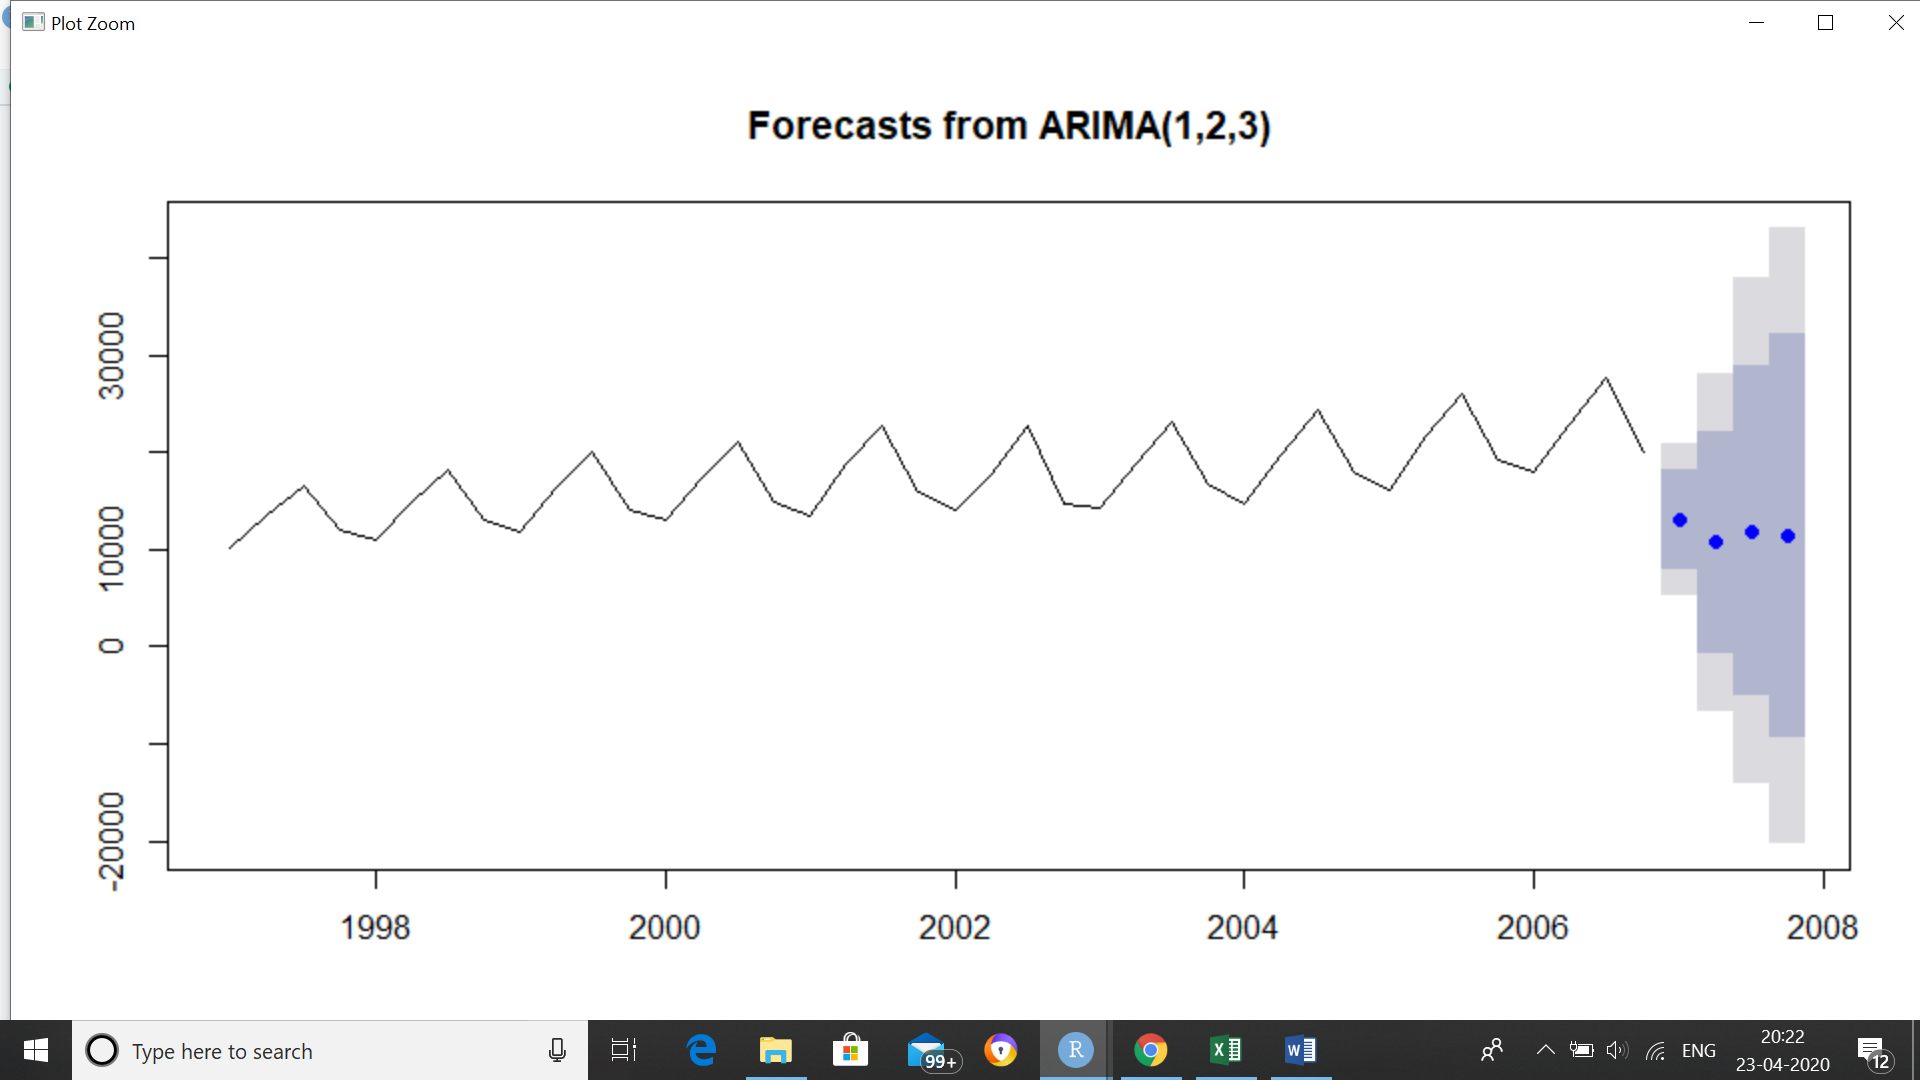 Plot Zoom
Forecasts from ARIMA(1,2,3)
30000
10000
0
-20000
1998 2000 2002 2004 2006 2008
Type here to search
99+
R
X
W
ENG
20:22
23-04-2020
12